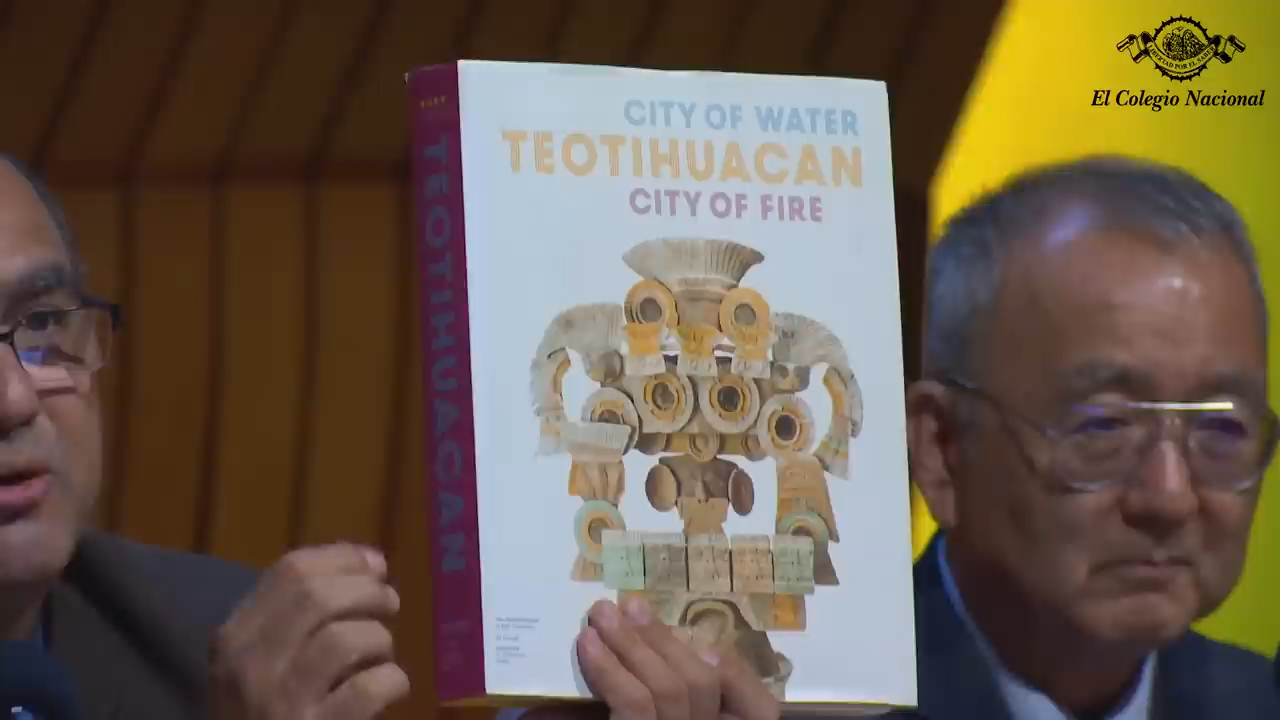 LIBERTAD POR EL SABER
El Colegio Nacional
CITY OF WATER
TEOTIHUACAN
CITY OF FIRE
TEOTIHUACAN